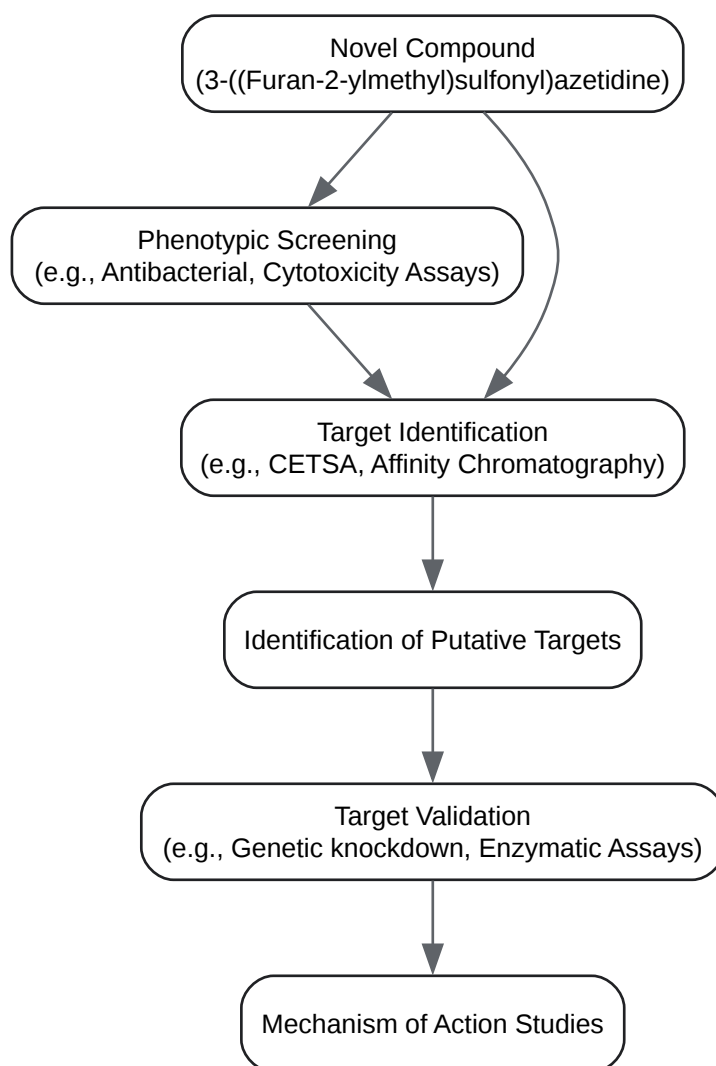 Novel Compound
(3-((Furan-2-ylmethyl)sulfonyl)azetidine)
Phenotypic Screening
(e.g., Antibacterial, Cytotoxicity Assays)
Target Identification
(e.g., CETSA, Affinity Chromatography)
Identification of Putative Targets
Target Validation
(e.g., Genetic knockdown, Enzymatic Assays)
Mechanism of Action Studies